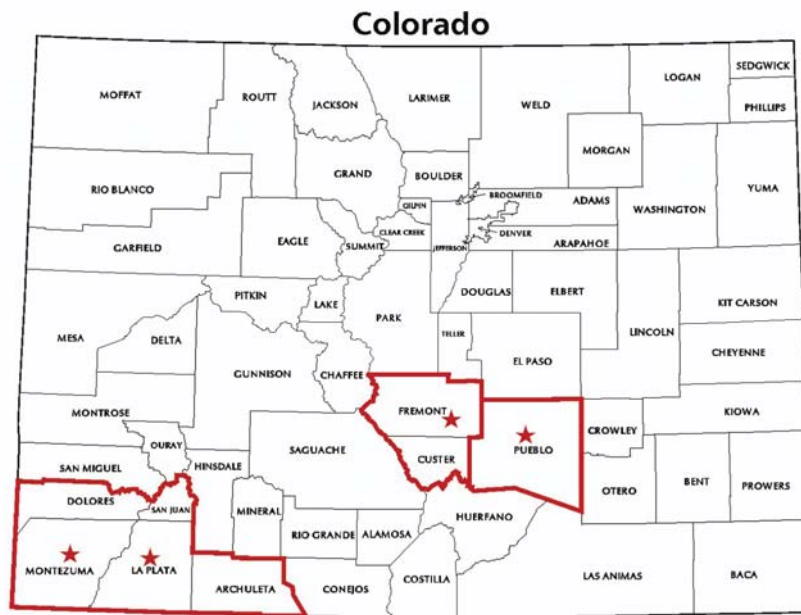 Colorado
SEDGWICK
LOGAN
MOFFAT
ROUTT
LARIMER
JACKSON
WELD
PHILLIPS
MORGAN
GRAND
BOULDER
RIO BLANCO
YUMA
BROOMFIELD
ADAMS
GILPIN
WASHINGTON
CLEAR CREEK
DENVER
EAGLE
GARFIELD
SUMMIT
JEFFERSON
ARAPAHOE
PITKIN
LAKE
DOUGLAS
ELBERT
KIT CARSON
LINCOLN
PARK
MESA
DELTA
TELLER
CHEYENNE
EL PASO
GUNNISON
CHAFFEE
MONTROSE
FREMONT
KIOWA
CROWLEY
OURAY
SAGUACHE
PUEBLO
CUSTER
SAN MIGUEL
HINSDALE
BENT
PROWERS
OTERO
DOLORES
SAN JUAN
MINERAL
HUERFANO
RIO GRANDE
ALAMOSA
MONTEZUMA
LA PLATA
COSTILLA
LAS ANIMAS
BACA
ARCHULETA
CONEJOS